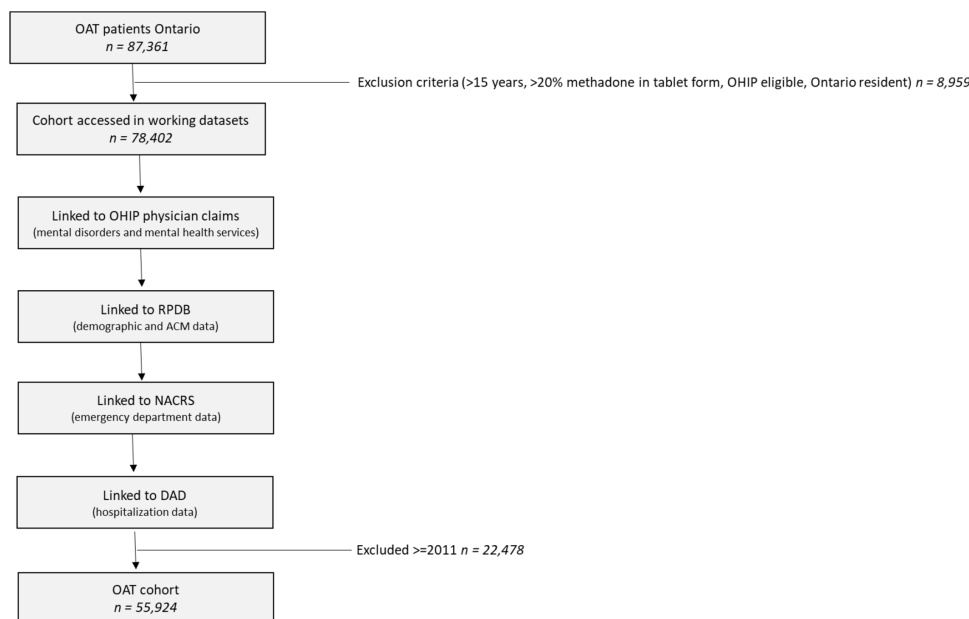 OAT patients Ontario
n = 87,361
Exclusion criteria (>15 years, >20% methadone in tablet form, OHIP eligible, Ontario resident) n = 8,959
Cohort accessed in working datasets
n = 78,402
Linked to OHIP physician claims
(mental disorders and mental health services)
Linked to RPDB
(demographic and ACM data)
Linked to NACRS
(emergency department data)
Linked to DAD
(hospitalization data)
Excluded >=2011 n = 22,478
OAT cohort
n = 55,924